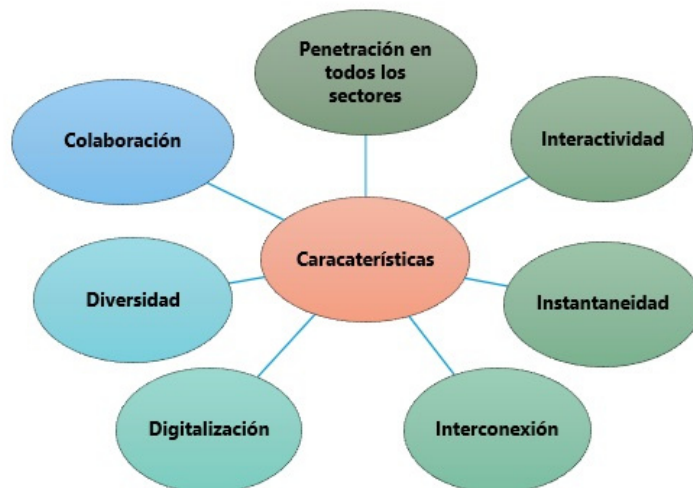 Penetración en
todos los
sectores
Colaboración
Interactividad
Caracaterísticas
Diversidad
Instantaneidad
Digitalización
Interconexión